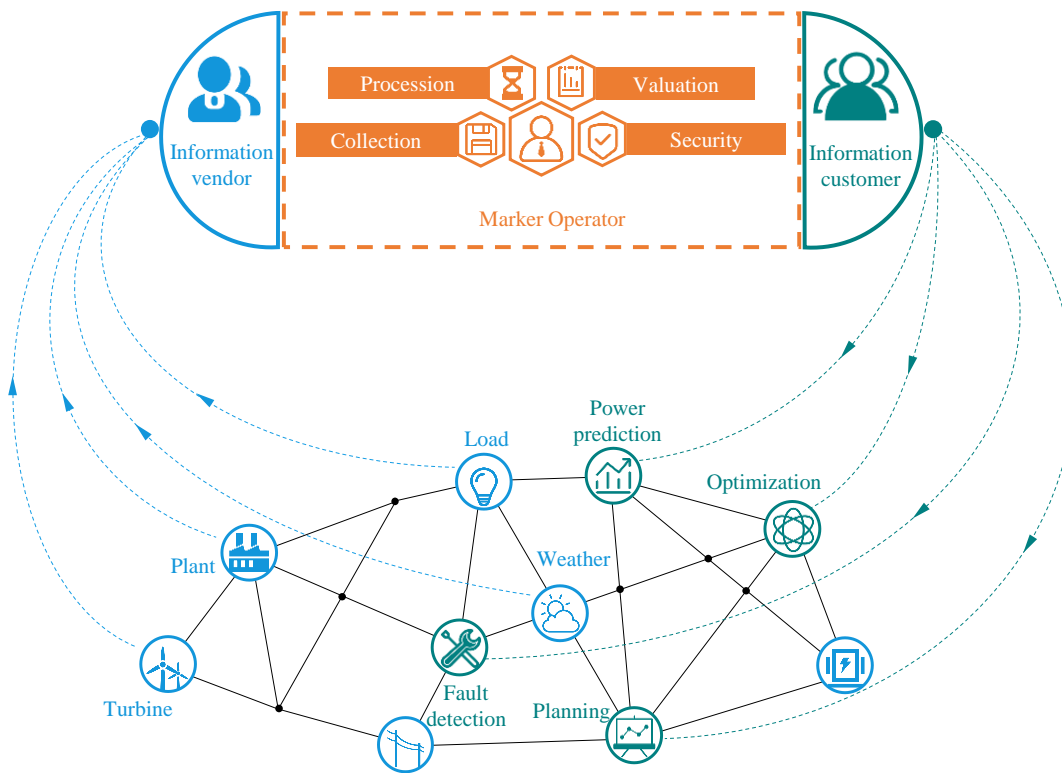 Procession
Valuation
Collection
Security
Information
vendor
Information
customer
Marker Operator
Power
prediction
Load
Optimization
Plant
Weather
Turbine
Fault
detection
Planning